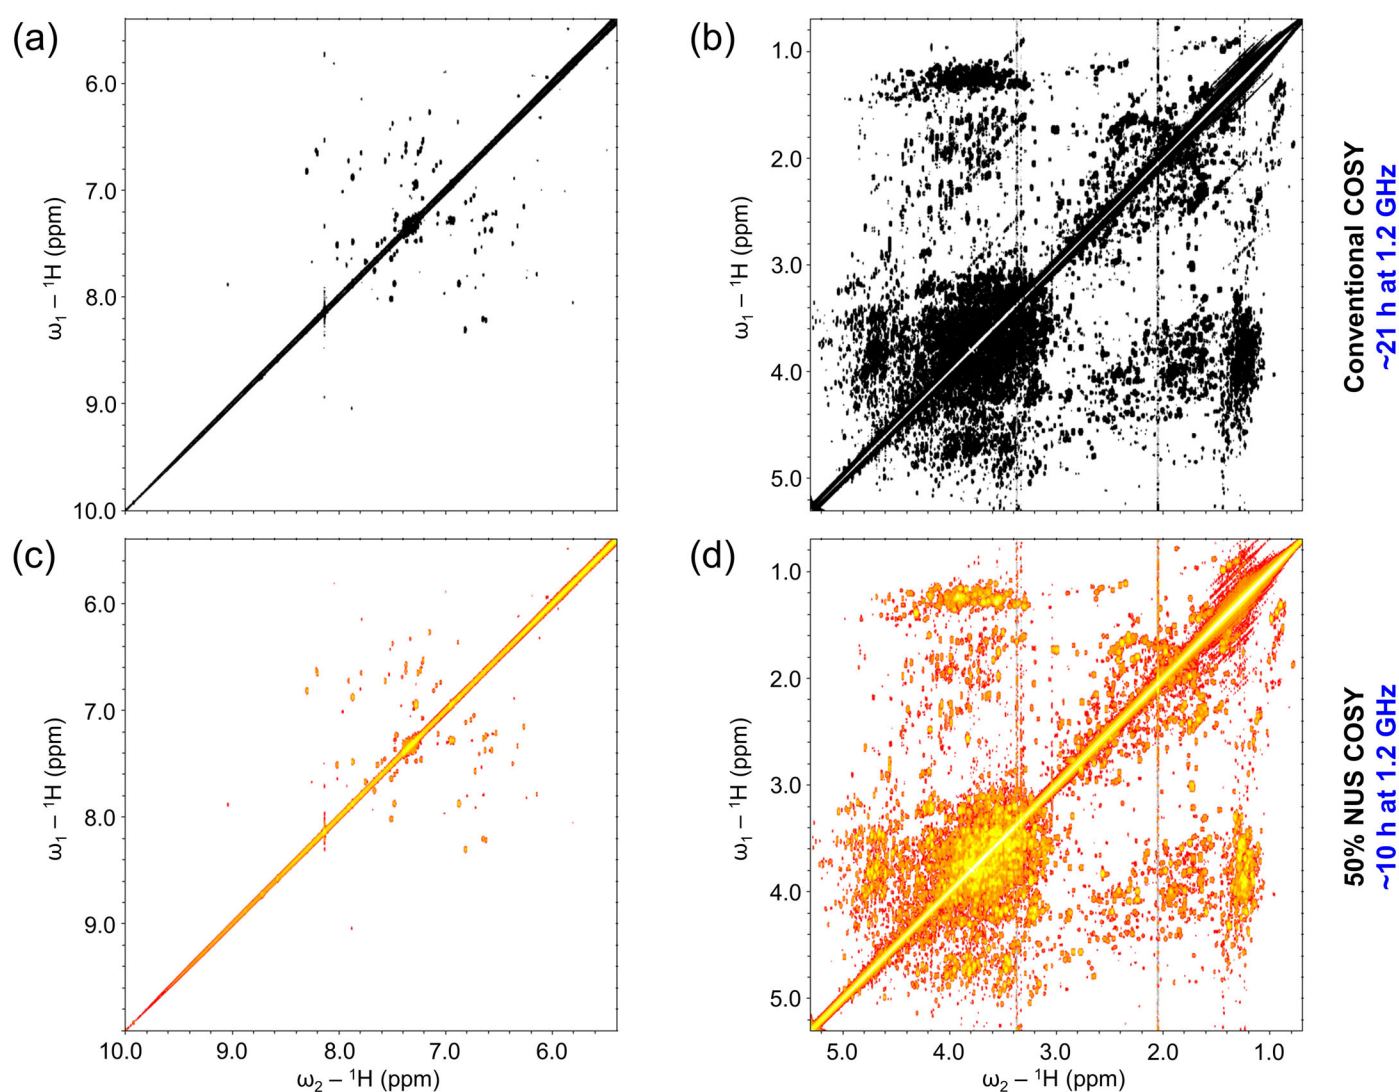 (a)
6.0
7.0
8.0
9.0
10.0
ω₁ – ¹H (ppm)
(b)
1.0
2.0
3.0
4.0
5.0
ω₁ – ¹H (ppm)
Conventional COSY
~21 h at 1.2 GHz
(c)
6.0
7.0
8.0
9.0
ω₁ – ¹H (ppm)
10.0 9.0 8.0 7.0 6.0
ω₂ – ¹H (ppm)
(d)
1.0
2.0
3.0
4.0
5.0
ω₁ – ¹H (ppm)
5.0 4.0 3.0 2.0 1.0
ω₂ – ¹H (ppm)
50% NUS COSY
~10 h at 1.2 GHz